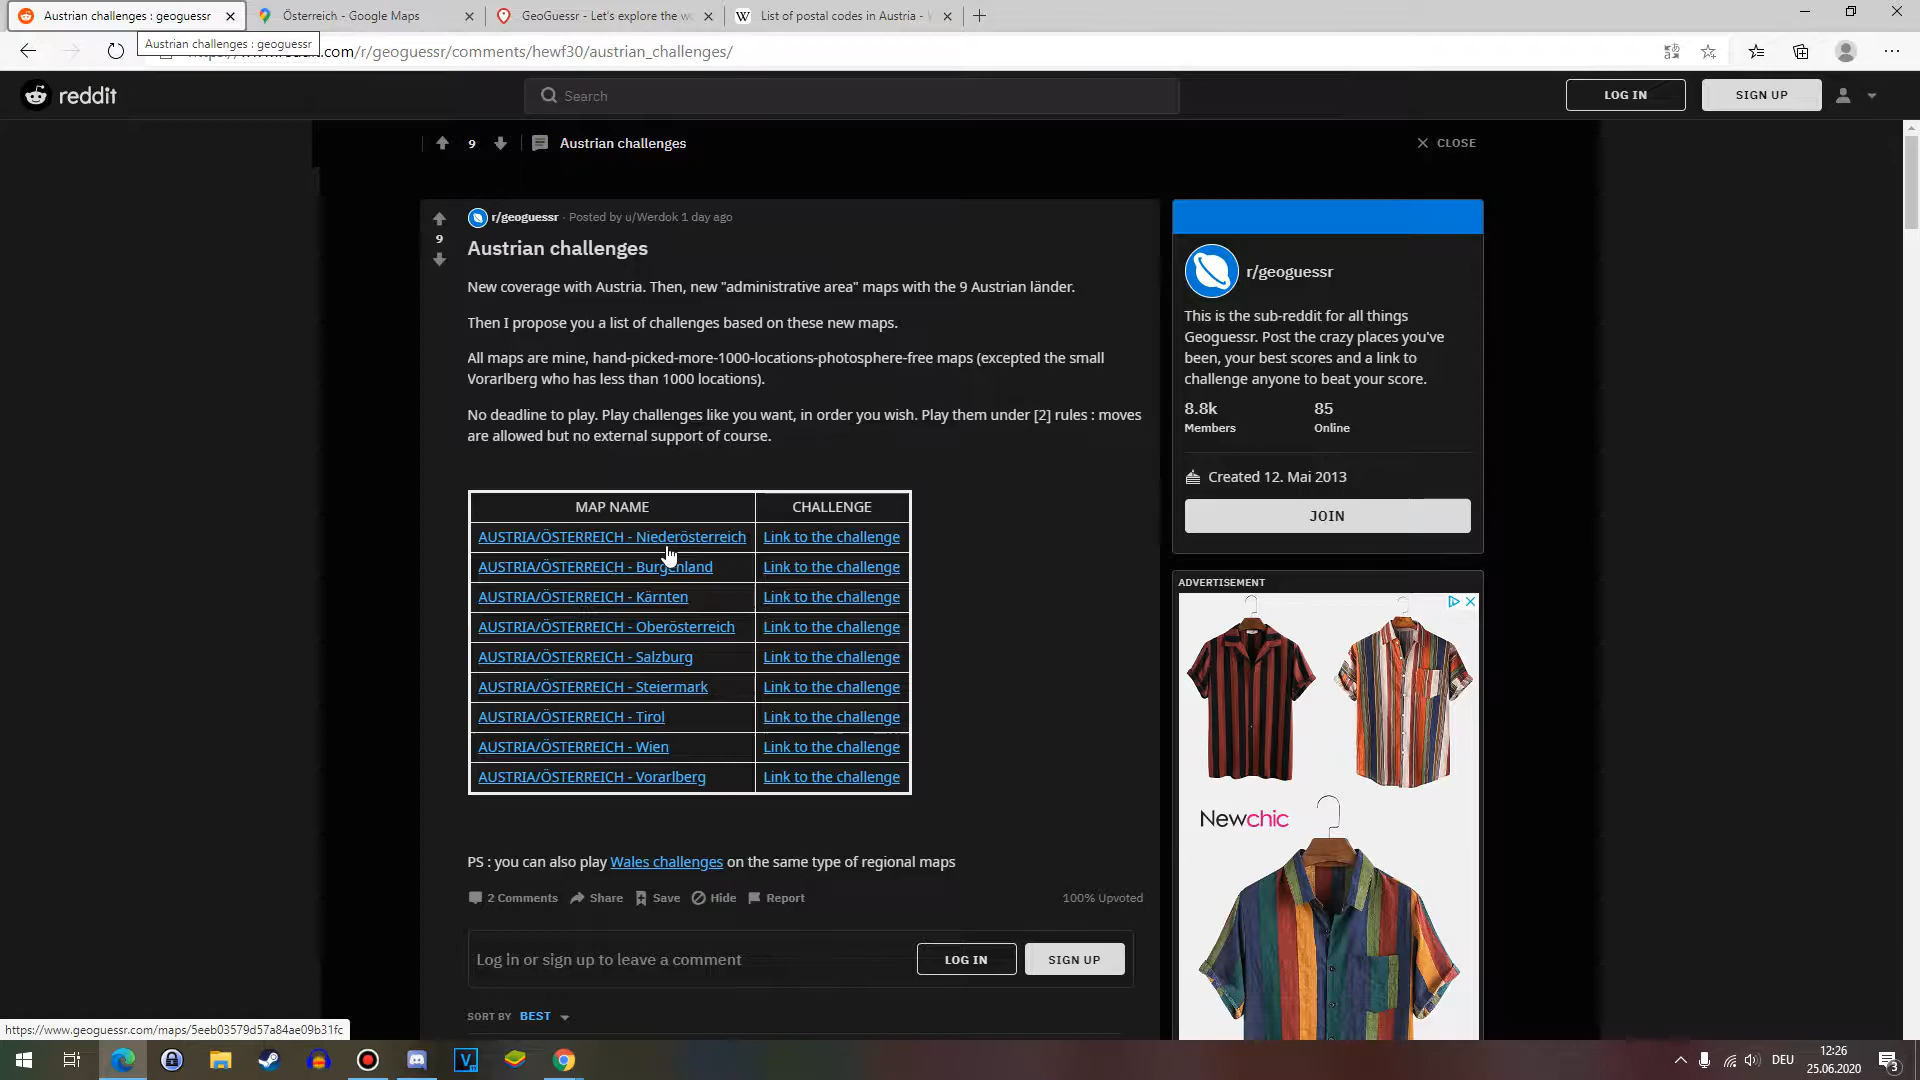 Austrian challenges : geoguessr
Österreich - Google Maps
GeoGuessr - Let's explore the w
List of postal codes in Austria -
Austrian challenges : geoguessr
.com/r/geoguessr/comments/hewf30/austrian_challenges/
reddit
Search
LOG IN
SIGN UP
9
Austrian challenges
CLOSE
9
r/geoguessr · Posted by u/Werdok 1 day ago
Austrian challenges
New coverage with Austria. Then, new "administrative area" maps with the 9 Austrian länder.
Then I propose you a list of challenges based on these new maps.
All maps are mine, hand-picked-more-1000-locations-photosphere-free maps (excepted the small
Vorarlberg who has less than 1000 locations).
No deadline to play. Play challenges like you want, in order you wish. Play them under [2] rules : moves
are allowed but no external support of course.
MAP NAME CHALLENGE
AUSTRIA/ÖSTERREICH - Niederösterreich Link to the challenge
AUSTRIA/ÖSTERREICH - Burgenland Link to the challenge
AUSTRIA/ÖSTERREICH - Kärnten Link to the challenge
AUSTRIA/ÖSTERREICH - Oberösterreich Link to the challenge
AUSTRIA/ÖSTERREICH - Salzburg Link to the challenge
AUSTRIA/ÖSTERREICH - Steiermark Link to the challenge
AUSTRIA/ÖSTERREICH - Tirol Link to the challenge
AUSTRIA/ÖSTERREICH - Wien Link to the challenge
AUSTRIA/ÖSTERREICH - Vorarlberg Link to the challenge
PS : you can also play Wales challenges on the same type of regional maps
2 Comments Share Save Hide Report 100% Upvoted
Log in or sign up to leave a comment LOG IN SIGN UP
SORT BY BEST
r/geoguessr
This is the sub-reddit for all things
Geoguessr. Post the crazy places you've
been, your best scores and a link to
challenge anyone to beat your score.
8.8k 85
Members Online
Created 12. Mai 2013
JOIN
ADVERTISEMENT
Newchic
https://www.geoguessr.com/maps/5eeb03579d57a84ae09b31fc
DEU
12:26
25.06.2020
3